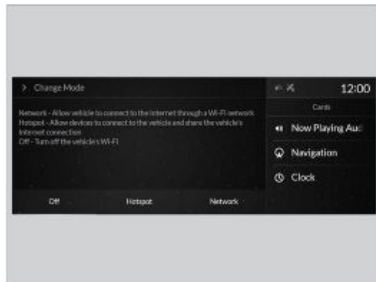 Change Mode
12:00
Network - Allow vehicle to connect to the internet through a Wi-Fi network
Hotspot - Allow devices to connect to the vehicle and share the vehicle's
internet connection
Off - Turn off the vehicle's Wi-Fi
Cards
Now Playing Aud
Navigation
Clock
Off
Hotspot
Network